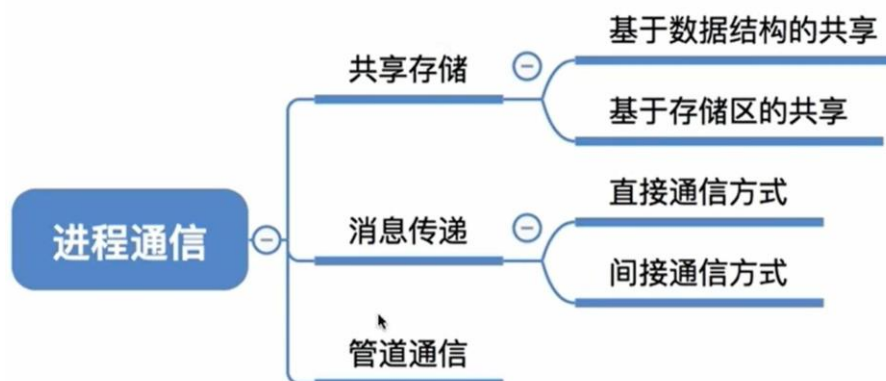 基于数据结构的共享
共享存储
基于存储区的共享
进程通信
直接通信方式
消息传递
间接通信方式
管道通信